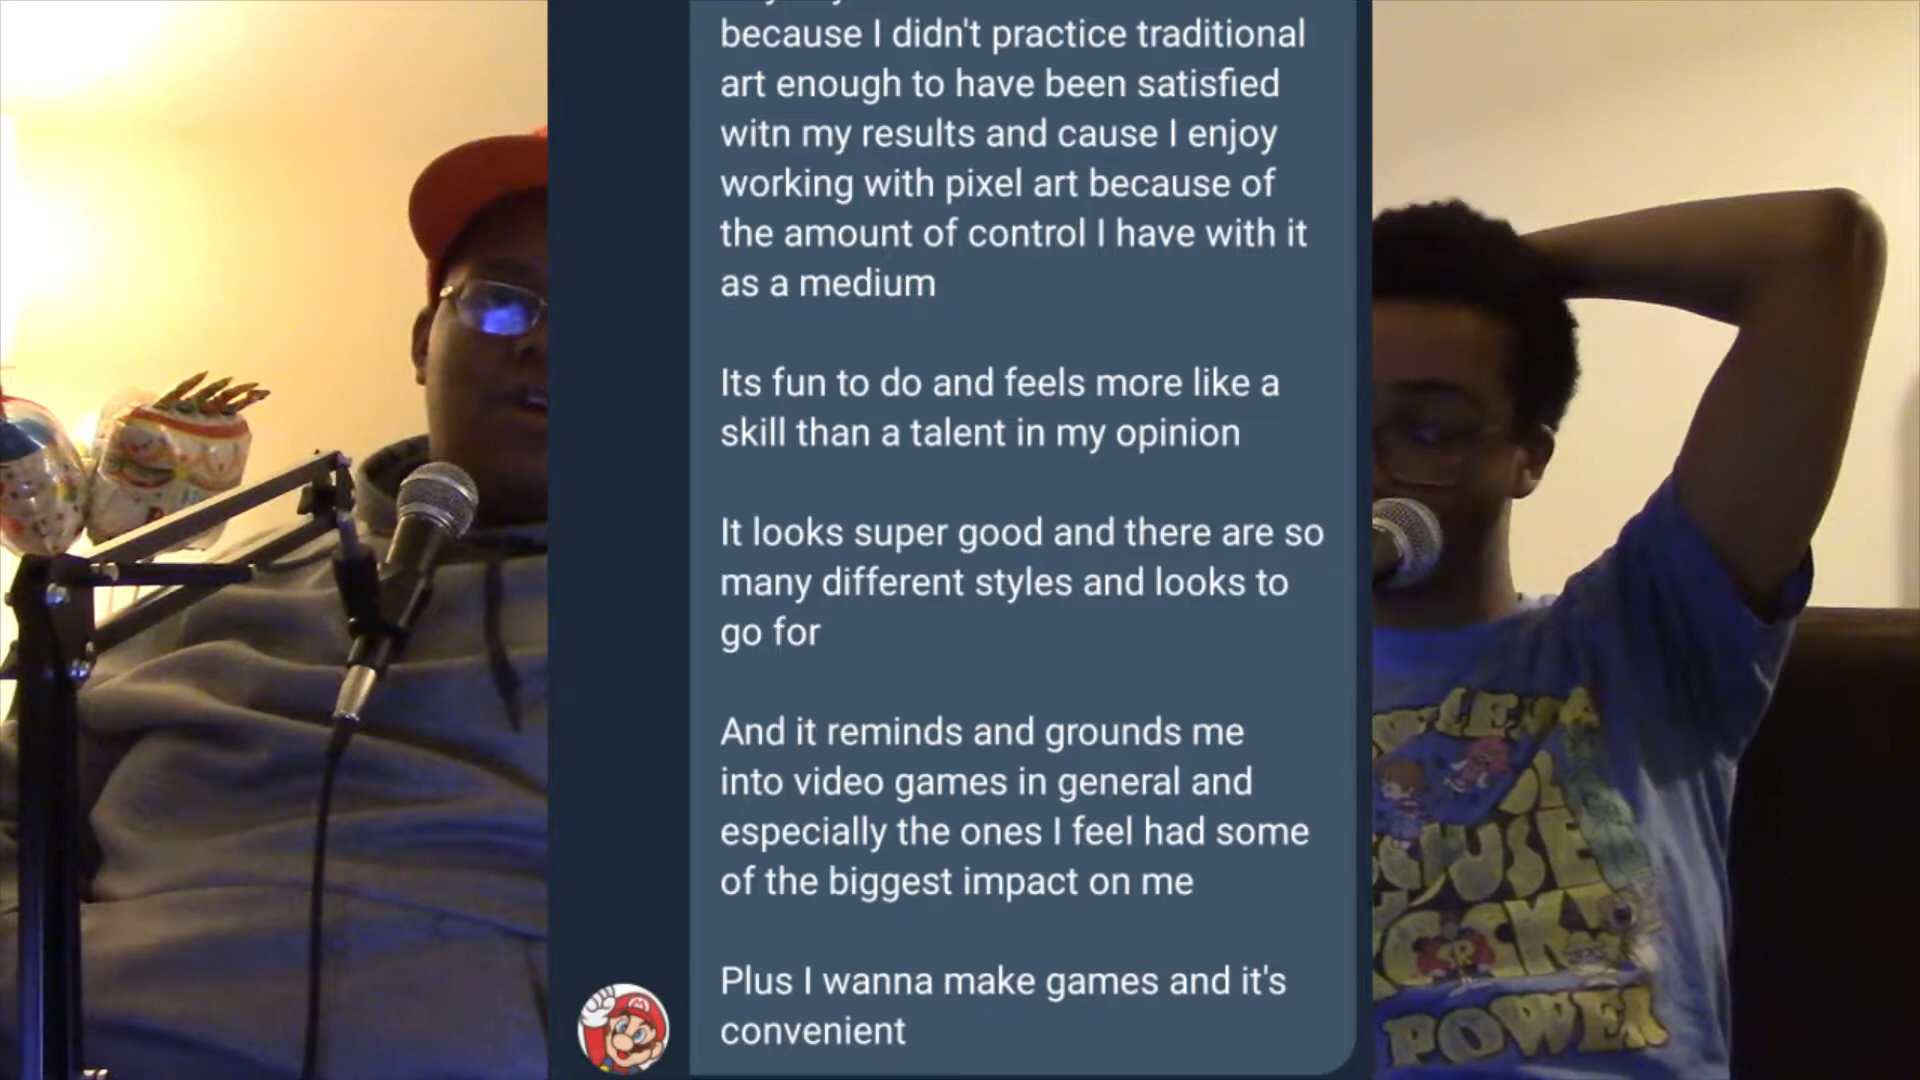 because I didn't practice traditional
art enough to have been satisfied
witn my results and cause I enjoy
working with pixel art because of
the amount of control I have with it
as a medium
Its fun to do and feels more like a
skill than a talent in my opinion
It looks super good and there are so
many different styles and looks to
go for
And it reminds and grounds me
into video games in general and
especially the ones I feel had some
of the biggest impact on me
Plus I wanna make games and it's
convenient
POWER